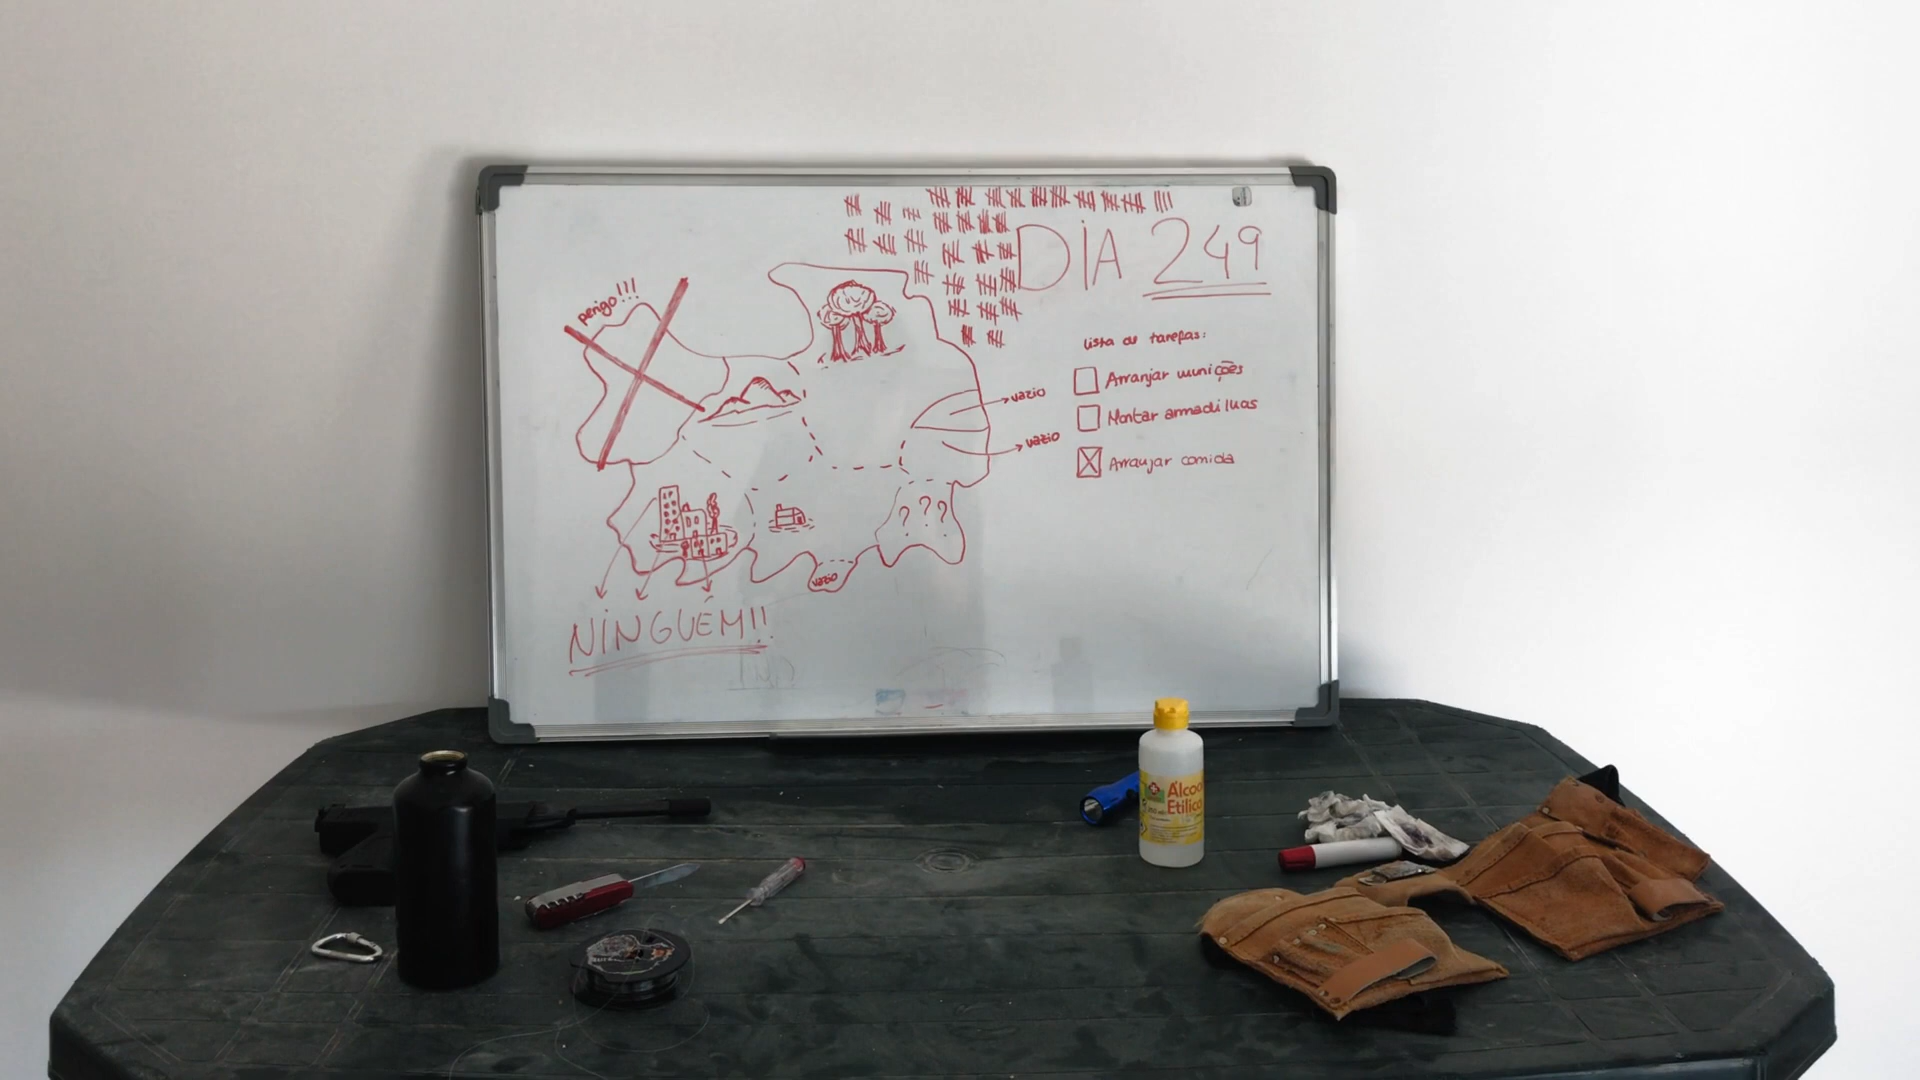 DIA 249
perigo!!!
lista de tarefas:
Arranjar munições
vazio
Montar armadilhas
vazio
Arranjar comida
? ? ?
vazio
NINGUÉM!!
Álcool
Etílico